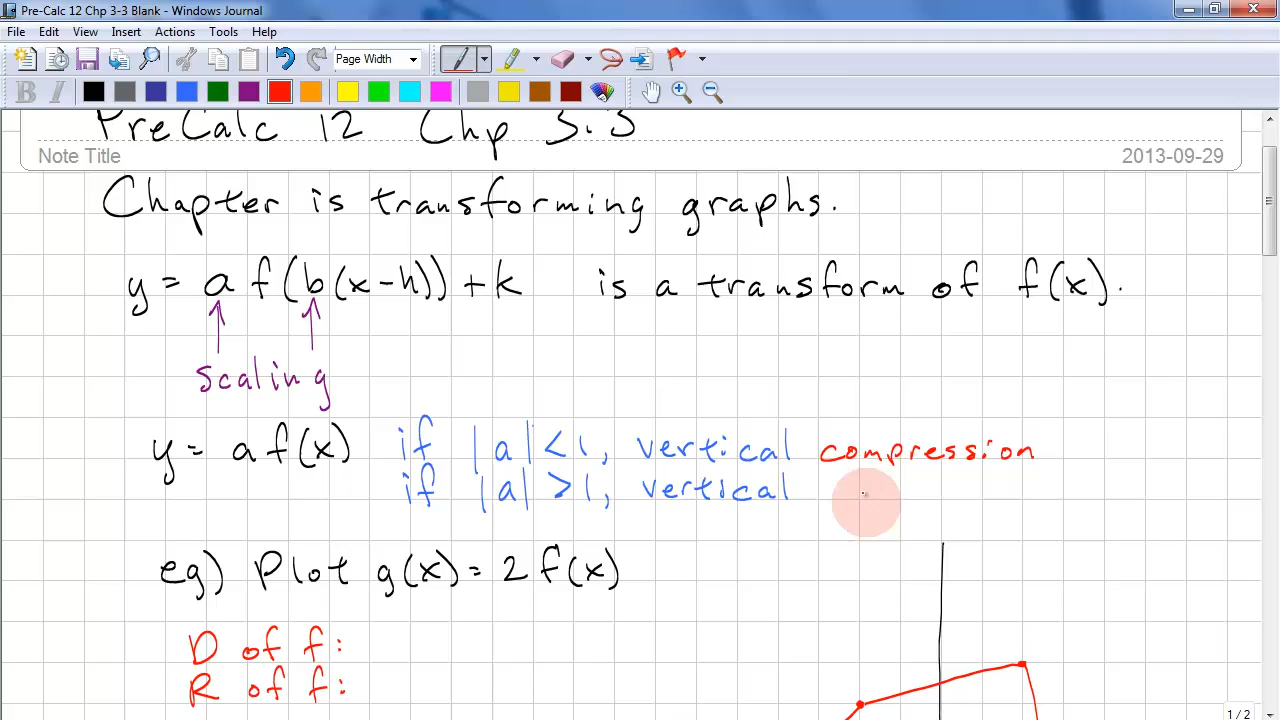 Pre-Calc 12 Chp 3-3 Blank - Windows Journal
File Edit View Insert Actions Tools Help
Page Width
B I
PreCalc 12 Chp 3.3
Note Title 2013-09-29
Chapter is transforming graphs.
y = a f(b(x-h)) + k is a transform of f(x).
scaling
y = a f(x) if |a| < 1, vertical compression
if |a| > 1, vertical
eg) Plot g(x) = 2 f(x)
D of f:
R of f:
1/2